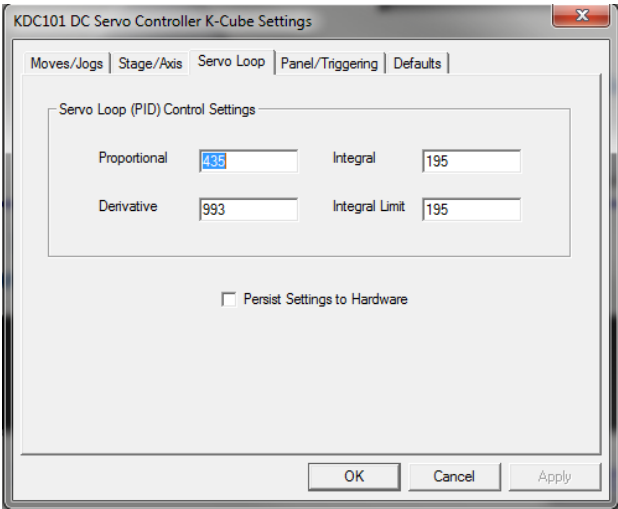 KDC101 DC Servo Controller K-Cube Settings
Moves/Jogs Stage/Axis Servo Loop Panel/Triggering Defaults
Servo Loop (PID) Control Settings
Proportional 435 Integral 195
Derivative 993 Integral Limit 195
Persist Settings to Hardware
OK Cancel Apply